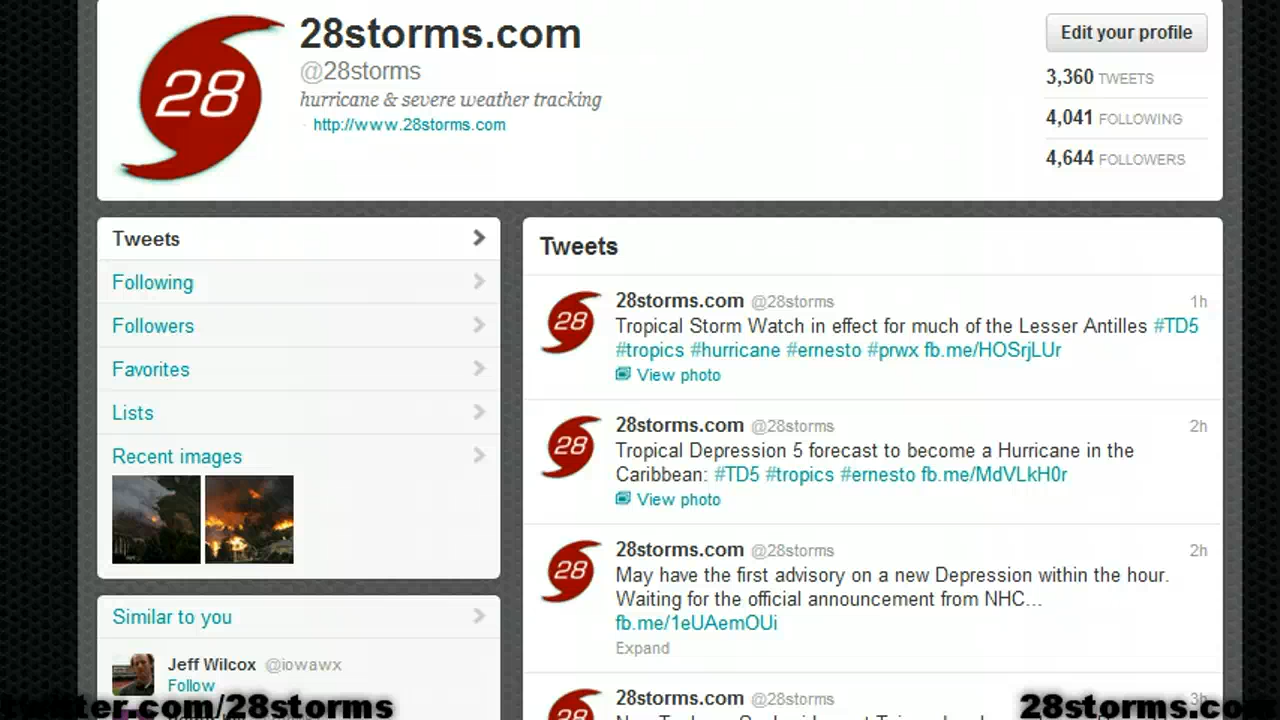 28
28storms.com
@28storms
hurricane & severe weather tracking
http://www.28storms.com
Edit your profile
3,360 TWEETS
4,041 FOLLOWING
4,644 FOLLOWERS
Tweets
Following
Followers
Favorites
Lists
Recent images
Similar to you
Jeff Wilcox @iowawx
Follow
Tweets
28
28storms.com @28storms 1h
Tropical Storm Watch in effect for much of the Lesser Antilles #TD5
#tropics #hurricane #ernesto #prwx fb.me/HOSrjLUr
View photo
28
28storms.com @28storms 2h
Tropical Depression 5 forecast to become a Hurricane in the
Caribbean: #TD5 #tropics #ernesto fb.me/MdVLkH0r
View photo
28
28storms.com @28storms 2h
May have the first advisory on a new Depression within the hour.
Waiting for the official announcement from NHC...
fb.me/1eUAemOUi
Expand
28
28storms.com @28storms 3h
twitter.com/28storms
28storms.com